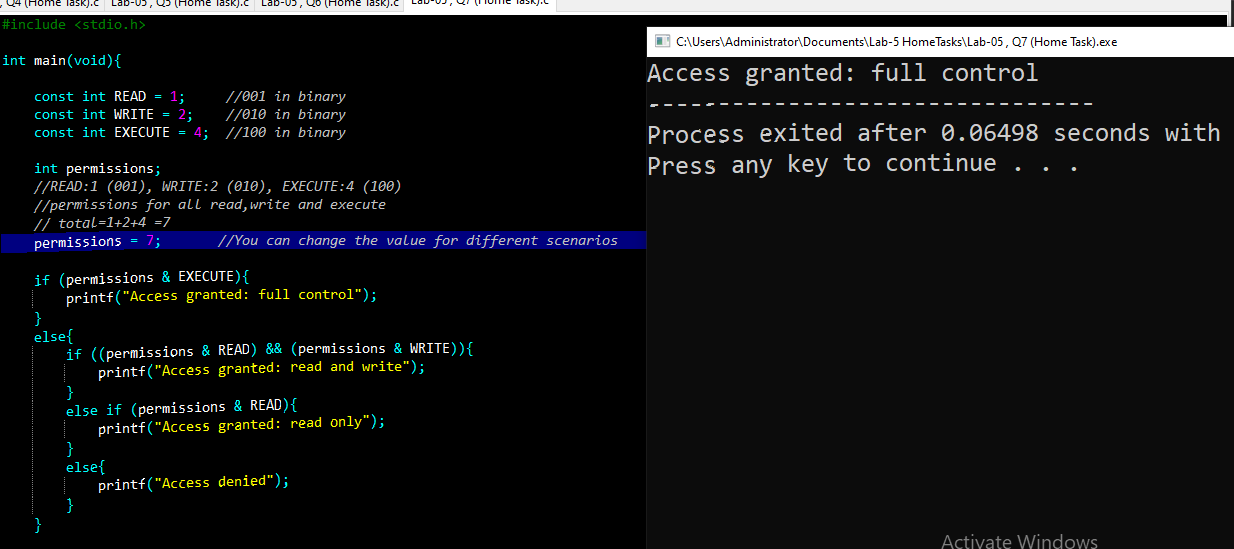 , Q4 (Home Task).c Lab-05 , Q5 (Home Task).c Lab-05 , Q6 (Home Task).c Lab-05 , Q7 (Home Task).c
#include <stdio.h>
int main(void){
const int READ = 1; //001 in binary
const int WRITE = 2; //010 in binary
const int EXECUTE = 4; //100 in binary
int permissions;
//READ:1 (001), WRITE:2 (010), EXECUTE:4 (100)
//permissions for all read,write and execute
// total=1+2+4 =7
permissions = 7; //You can change the value for different scenarios
if (permissions & EXECUTE){
printf("Access granted: full control");
}
else{
if ((permissions & READ) && (permissions & WRITE)){
printf("Access granted: read and write");
}
else if (permissions & READ){
printf("Access granted: read only");
}
else{
printf("Access denied");
}
}
C:\Users\Administrator\Documents\Lab-5 HomeTasks\Lab-05 , Q7 (Home Task).exe
Access granted: full control
--------------------------------
Process exited after 0.06498 seconds with
Press any key to continue . . .
Activate Windows